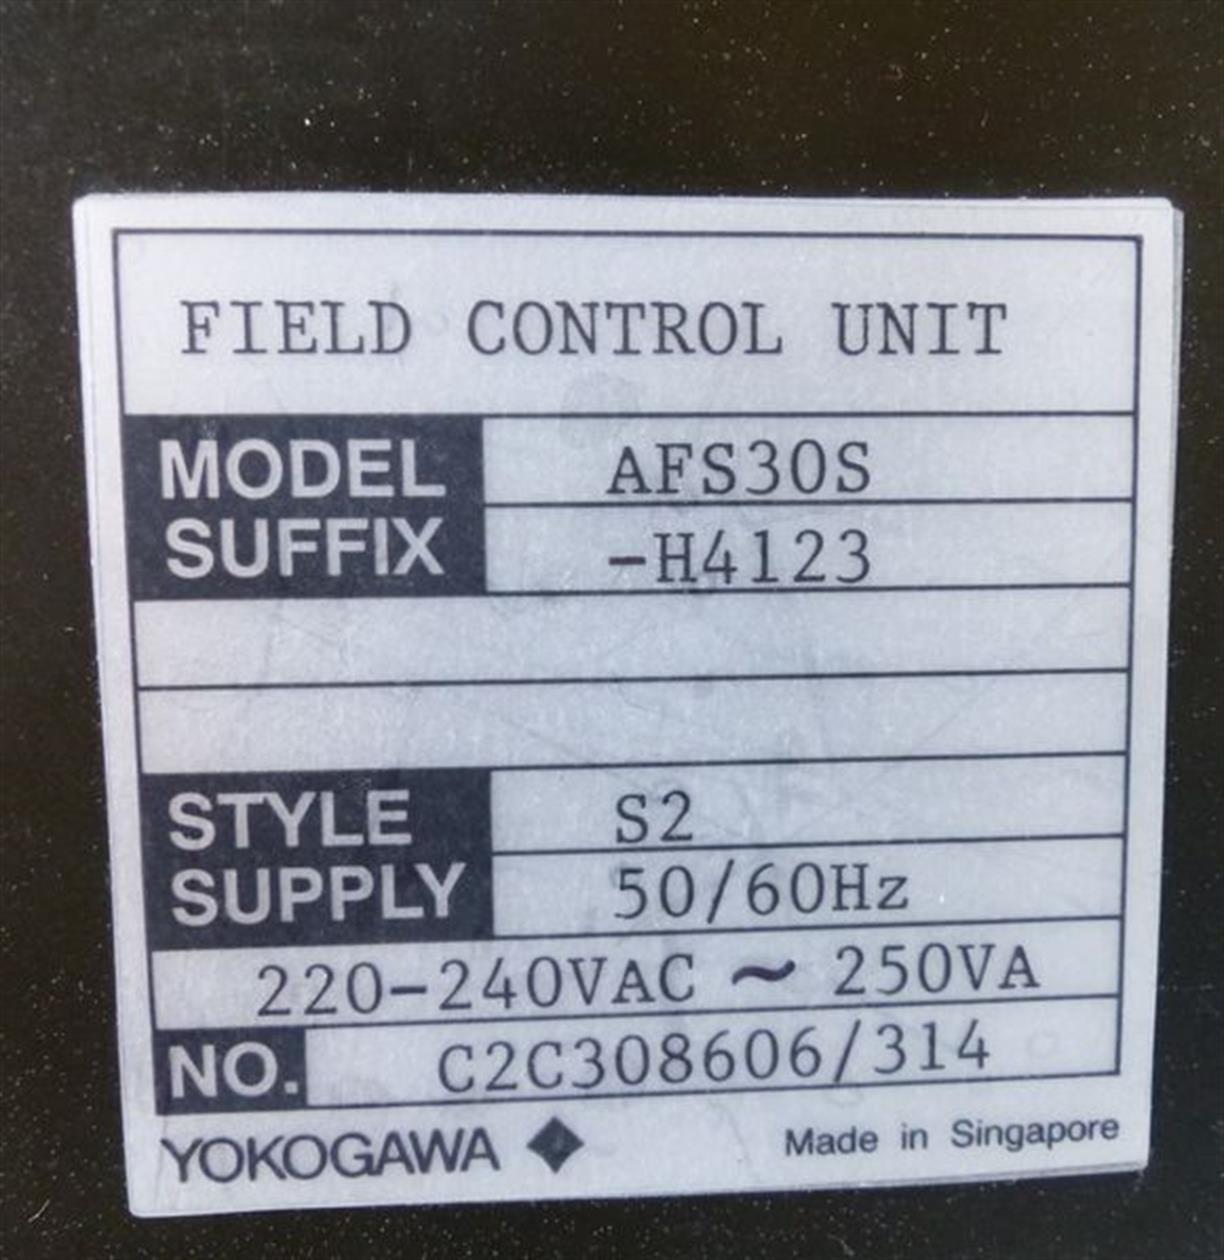 FIELD CONTROL UNIT
MODEL AFS30S
SUFFIX -H4123
STYLE S2
SUPPLY 50/60Hz
220-240VAC ~ 250VA
NO. C2C308606/314
YOKOGAWA Made in Singapore